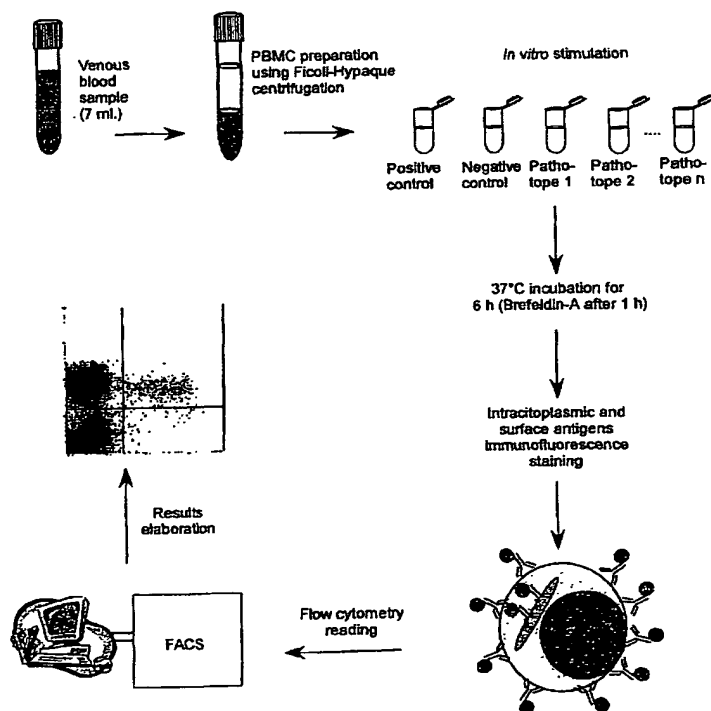 Venous
blood
sample
(7 ml.)
PBMC preparation
using Ficoll-Hypaque
centrifugation
In vitro stimulation
Positive
control
Negative
control
Patho-
tope 1
Patho-
tope 2
....
Patho-
tope n
37°C incubation for
6 h (Brefeldin-A after 1 h)
Intracitoplasmic and
surface antigens
immunofluorescence
staining
Flow cytometry
reading
FACS
Results
elaboration